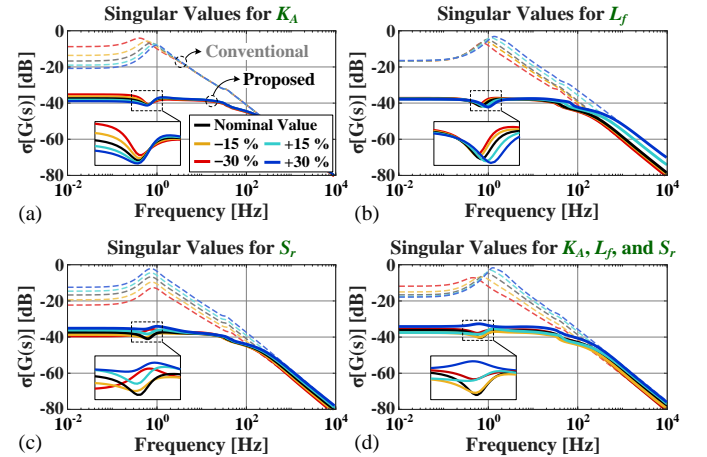 Singular Values for K_A
0
−20
−40
−60
−80
σ[G(s)] [dB]
Conventional
Proposed
Nominal Value
−15 % +15 %
−30 % +30 %
10^-2 10^0 10^2 10^4
Frequency [Hz]
(a)
Singular Values for L_f
0
-20
-40
-60
-80
σ[G(s)] [dB]
10^-2 10^0 10^2 10^4
Frequency [Hz]
(b)
Singular Values for S_r
0
-20
-40
-60
-80
σ[G(s)] [dB]
10^-2 10^0 10^2 10^4
Frequency [Hz]
(c)
Singular Values for K_A, L_f, and S_r
0
-20
-40
-60
-80
σ[G(s)] [dB]
10^-2 10^0 10^2 10^4
Frequency [Hz]
(d)